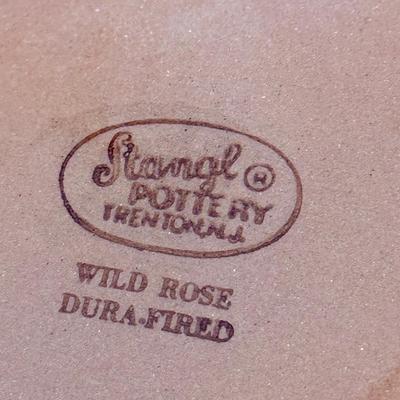 Stangl ®
POTTERY
TRENTON,N.J.
WILD ROSE
DURA-FIRED